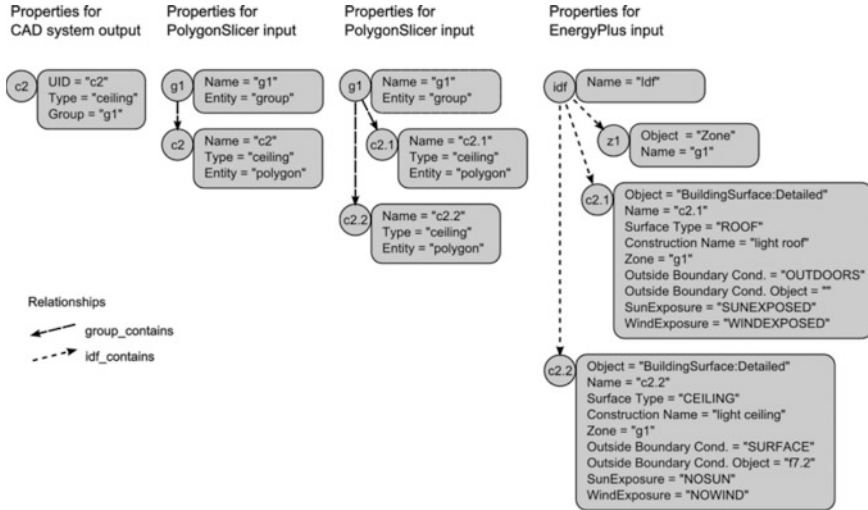 Properties for
CAD system output
c2
UID = "c2"
Type = "ceiling"
Group = "g1"
Properties for
PolygonSlicer input
g1
Name = "g1"
Entity = "group"
c2
Name = "c2"
Type = "ceiling"
Entity = "polygon"
Properties for
PolygonSlicer input
g1
Name = "g1"
Entity = "group"
c2.1
Name = "c2.1"
Type = "ceiling"
Entity = "polygon"
c2.2
Name = "c2.2"
Type = "ceiling"
Entity = "polygon"
Properties for
EnergyPlus input
idf
Name = "Idf"
z1
Object = "Zone"
Name = "g1"
c2.1
Object = "BuildingSurface:Detailed"
Name = "c2.1"
Surface Type = "ROOF"
Construction Name = "light roof"
Zone = "g1"
Outside Boundary Cond. = "OUTDOORS"
Outside Boundary Cond. Object = ""
SunExposure = "SUNEXPOSED"
WindExposure = "WINDEXPOSED"
c2.2
Object = "BuildingSurface:Detailed"
Name = "c2.2"
Surface Type = "CEILING"
Construction Name = "light ceiling"
Zone = "g1"
Outside Boundary Cond. = "SURFACE"
Outside Boundary Cond. Object = "f7.2"
SunExposure = "NOSUN"
WindExposure = "NOWIND"
Relationships
group_contains
idf_contains